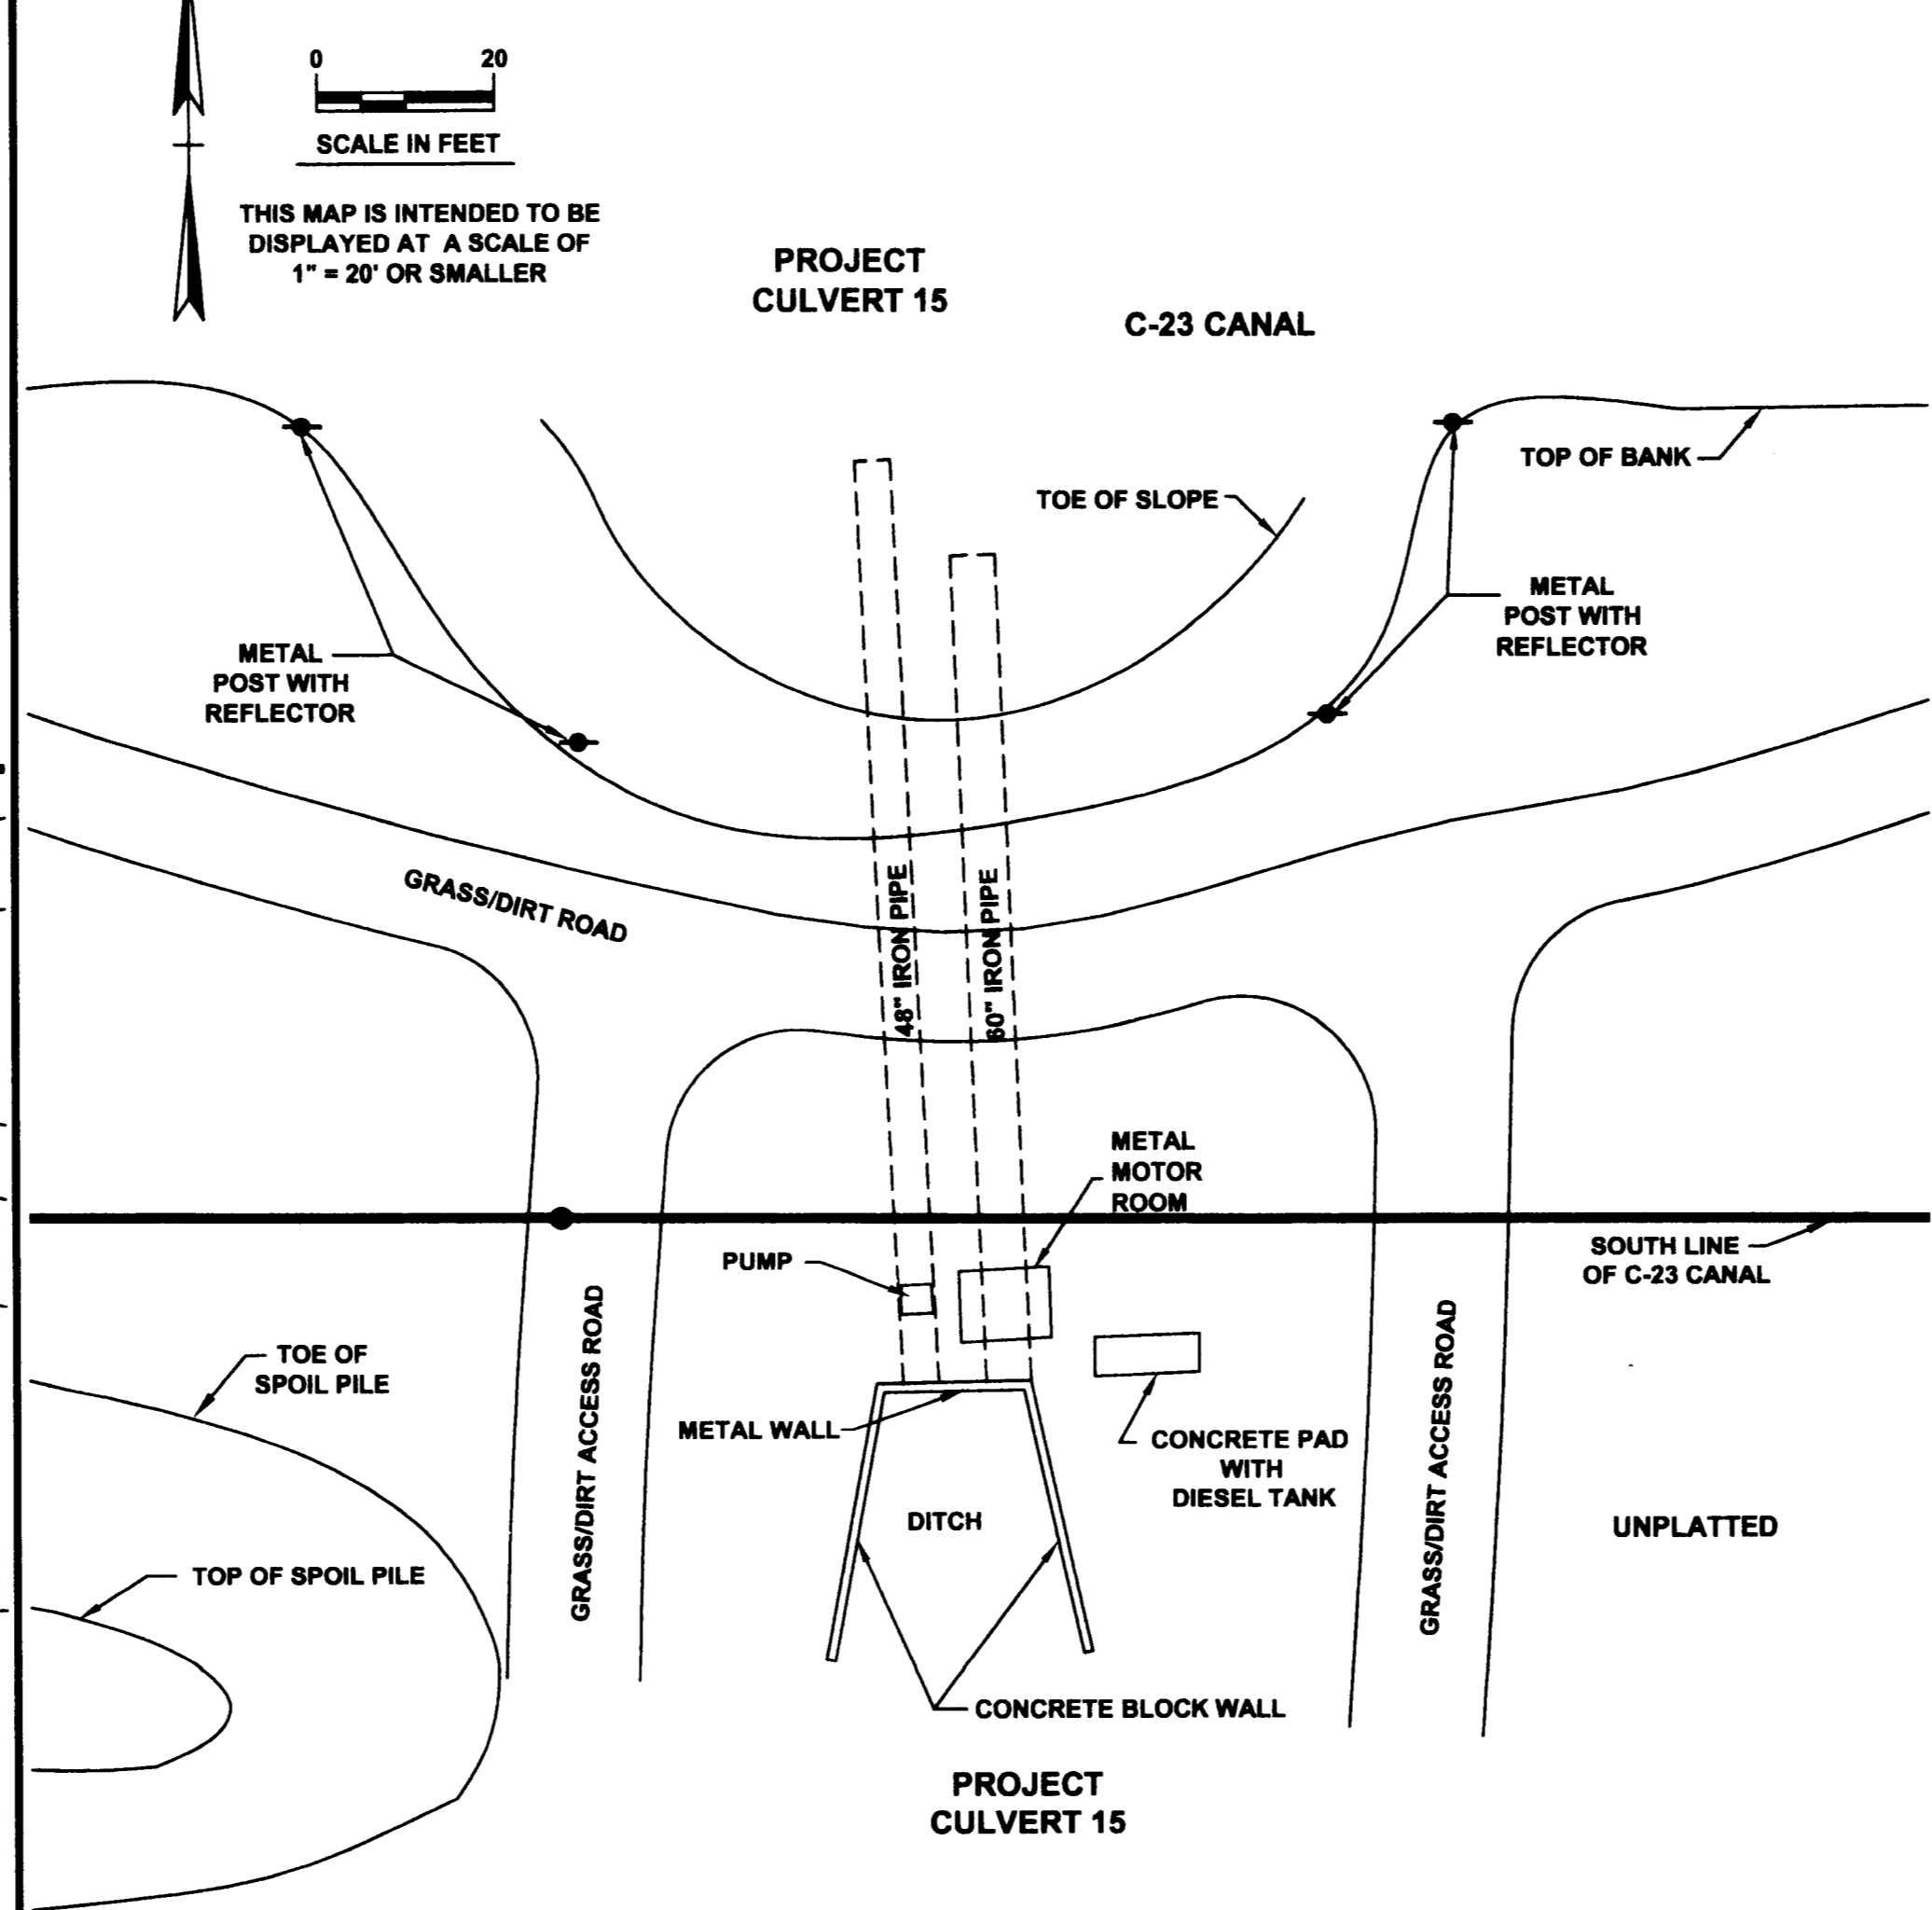 0 20
SCALE IN FEET
THIS MAP IS INTENDED TO BE
DISPLAYED AT A SCALE OF
1" = 20' OR SMALLER
PROJECT
CULVERT 15
C-23 CANAL
TOP OF BANK
TOE OF SLOPE
METAL
POST WITH
REFLECTOR
METAL
POST WITH
REFLECTOR
GRASS/DIRT ROAD
48" IRON PIPE
60" IRON PIPE
METAL
MOTOR
ROOM
PUMP
SOUTH LINE
OF C-23 CANAL
TOE OF
SPOIL PILE
GRASS/DIRT ACCESS ROAD
METAL WALL
CONCRETE PAD
WITH
DIESEL TANK
GRASS/DIRT ACCESS ROAD
DITCH
UNPLATTED
TOP OF SPOIL PILE
CONCRETE BLOCK WALL
PROJECT
CULVERT 15